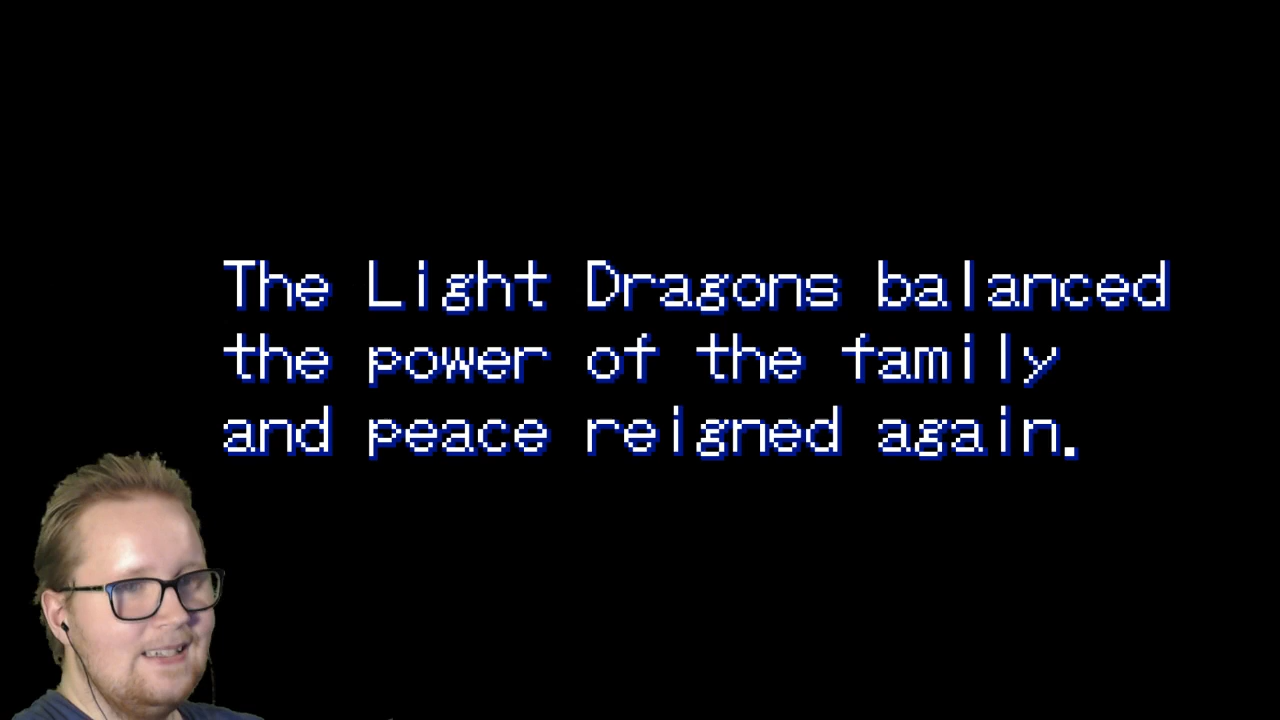 The Light Dragons balanced
the power of the family
and peace reigned again.